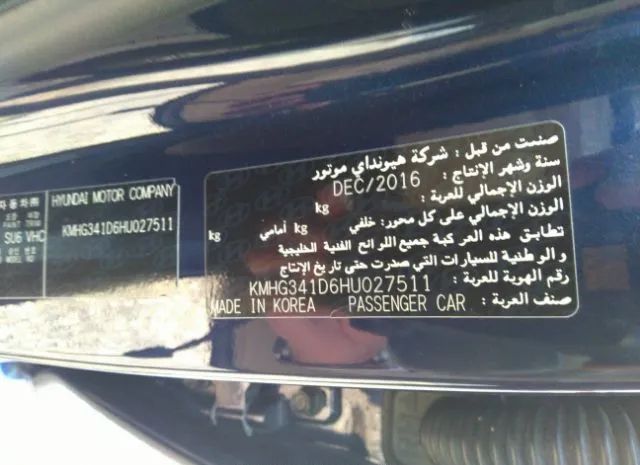 HYUNDAI MOTOR COMPANY
KMHG341D6HU027511
SU6 VHC
صنعت من قبل : شركة هيونداي موتور
سنة وشهر الإنتاج : DEC/2016
الوزن الإجمالي للعربة : kg
الوزن الإجمالي على كل محور: خلفي kg أمامي kg
تطابق هذه المركبة جميع اللوائح الفنية الخليجية
و الوطنية للسيارات التي صدرت حتى تاريخ الإنتاج
رقم الهوية للعربة : KMHG341D6HU027511
صنف العربة : PASSENGER CAR MADE IN KOREA